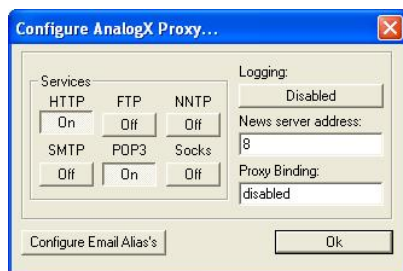 Configure AnalogX Proxy...
Services
HTTP FTP NNTP
On Off Off
SMTP POP3 Socks
Off On Off
Logging:
Disabled
News server address:
8
Proxy Binding:
disabled
Configure Email Alias's
Ok